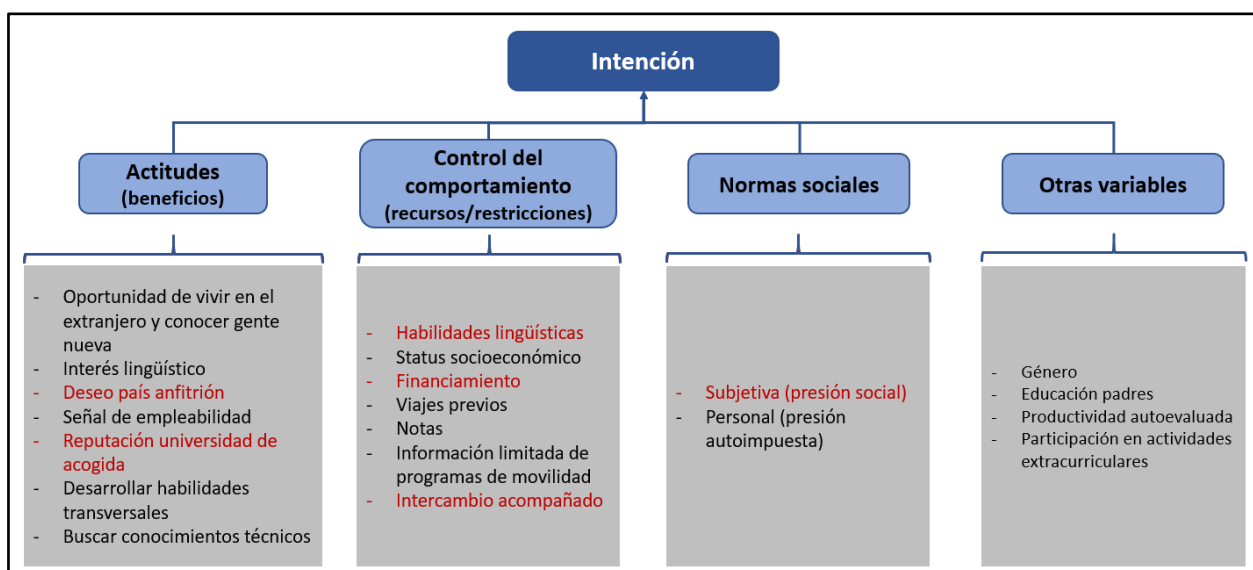 Intención
Actitudes
(beneficios)
Control del
comportamiento
(recursos/restricciones)
Normas sociales
Otras variables
- Oportunidad de vivir en el
extranjero y conocer gente
nueva
- Interés lingüístico
- Deseo país anfitrión
- Señal de empleabilidad
- Reputación universidad de
acogida
- Desarrollar habilidades
transversales
- Buscar conocimientos técnicos
- Habilidades lingüísticas
- Status socioeconómico
- Financiamiento
- Viajes previos
- Notas
- Información limitada de
programas de movilidad
- Intercambio acompañado
- Subjetiva (presión social)
- Personal (presión
autoimpuesta)
- Género
- Educación padres
- Productividad autoevaluada
- Participación en actividades
extracurriculares